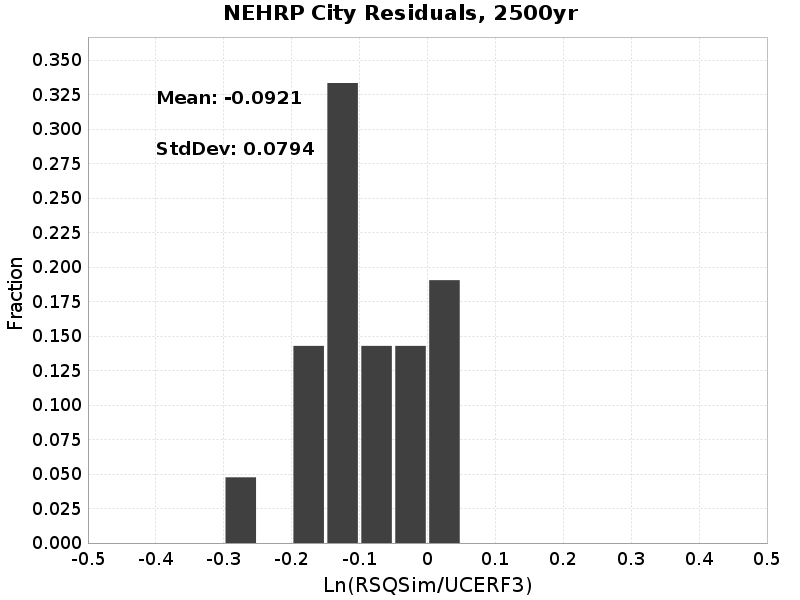 NEHRP City Residuals, 2500yr
0.350
0.325
0.300
0.275
0.250
0.225
0.200
0.175
0.150
0.125
0.100
0.075
0.050
0.025
0.000
Fraction
Mean: -0.0921
StdDev: 0.0794
-0.5 -0.4 -0.3 -0.2 -0.1 0 0.1 0.2 0.3 0.4 0.5
Ln(RSQSim/UCERF3)